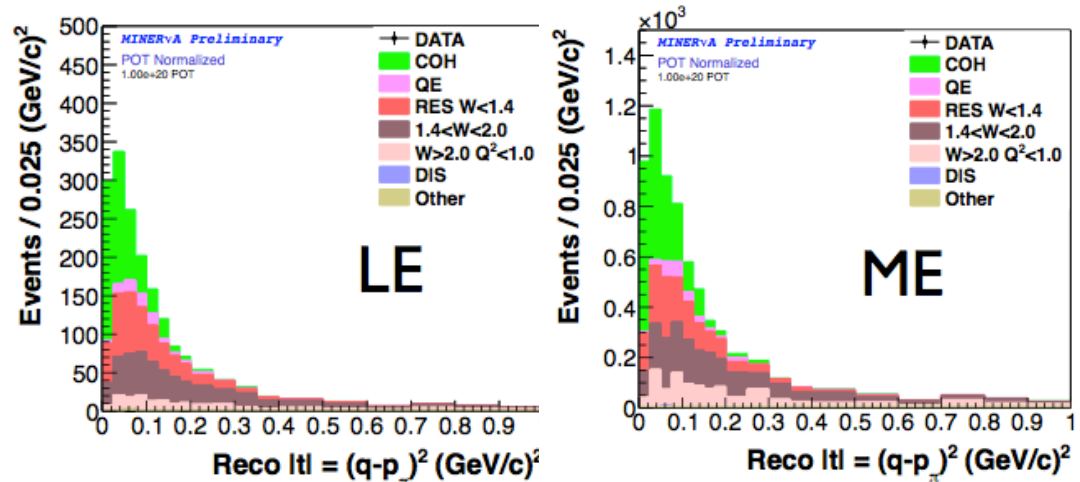 500
450
400
350
300
250
200
150
100
50
0
Events / 0.025 (GeV/c)²
MINERνA Preliminary
POT Normalized
1.00e+20 POT
DATA
COH
QE
RES W<1.4
1.4<W<2.0
W>2.0 Q²<1.0
DIS
Other
LE
0 0.1 0.2 0.3 0.4 0.5 0.6 0.7 0.8 0.9
Reco |t| = (q-p )² (GeV/c)²
×10³
1.4
1.2
1
0.8
0.6
0.4
0.2
0
Events / 0.025 (GeV/c)²
MINERνA Preliminary
POT Normalized
1.00e+20 POT
DATA
COH
QE
RES W<1.4
1.4<W<2.0
W>2.0 Q²<1.0
DIS
Other
ME
0 0.1 0.2 0.3 0.4 0.5 0.6 0.7 0.8 0.9 1
Reco |t| = (q-pπ)² (GeV/c)²